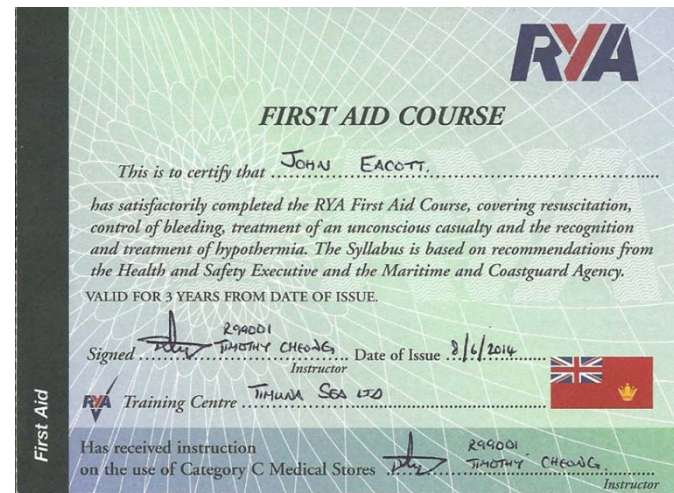 RYA
FIRST AID COURSE
This is to certify that JOHN EACOTT.
has satisfactorily completed the RYA First Aid Course, covering resuscitation,
control of bleeding, treatment of an unconscious casualty and the recognition
and treatment of hypothermia. The Syllabus is based on recommendations from
the Health and Safety Executive and the Maritime and Coastguard Agency.
VALID FOR 3 YEARS FROM DATE OF ISSUE.
R99001
Signed TIMOTHY CHEONG Date of Issue 8/6/2014
Instructor
RYA Training Centre SEA LTD
First Aid
Has received instruction R99001
on the use of Category C Medical Stores TIMOTHY CHEONG.
Instructor